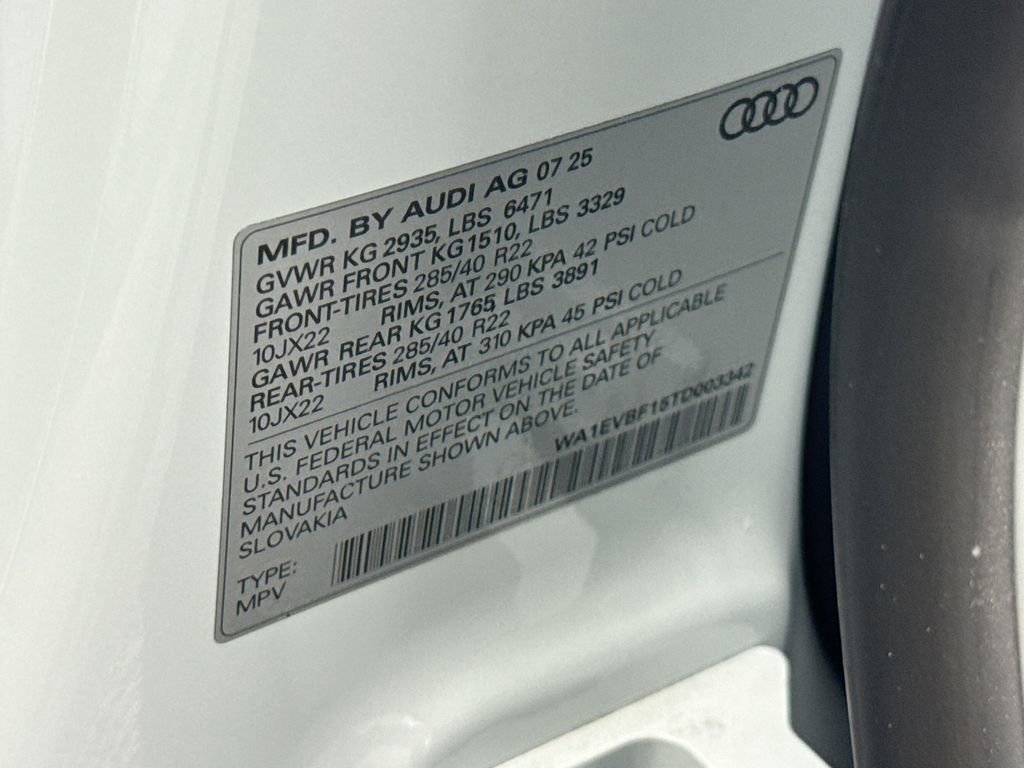 MFD. BY AUDI AG 07 25
GVWR KG 2935, LBS 6471
GAWR FRONT KG1510, LBS 3329
FRONT-TIRES 285/40 R22
10JX22 RIMS, AT 290 KPA 42 PSI COLD
GAWR REAR KG 1765 LBS 3891
REAR-TIRES 285/40 R22
10JX22 RIMS, AT 310 KPA 45 PSI COLD
THIS VEHICLE CONFORMS TO ALL APPLICABLE
U.S. FEDERAL MOTOR VEHICLE SAFETY
STANDARDS IN EFFECT ON THE DATE OF
MANUFACTURE SHOWN ABOVE.
SLOVAKIA
WA1EVBF15TD003342
TYPE:
MPV